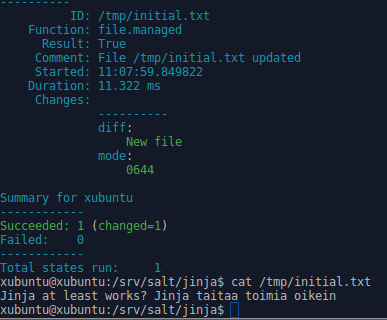 ----------
ID: /tmp/initial.txt
Function: file.managed
Result: True
Comment: File /tmp/initial.txt updated
Started: 11:07:59.849822
Duration: 11.322 ms
Changes:
----------
diff:
New file
mode:
0644
Summary for xubuntu
------------
Succeeded: 1 (changed=1)
Failed: 0
------------
Total states run: 1
xubuntu@xubuntu:/srv/salt/jinja$ cat /tmp/initial.txt
Jinja at least works? Jinja taitaa toimia oikein
xubuntu@xubuntu:/srv/salt/jinja$